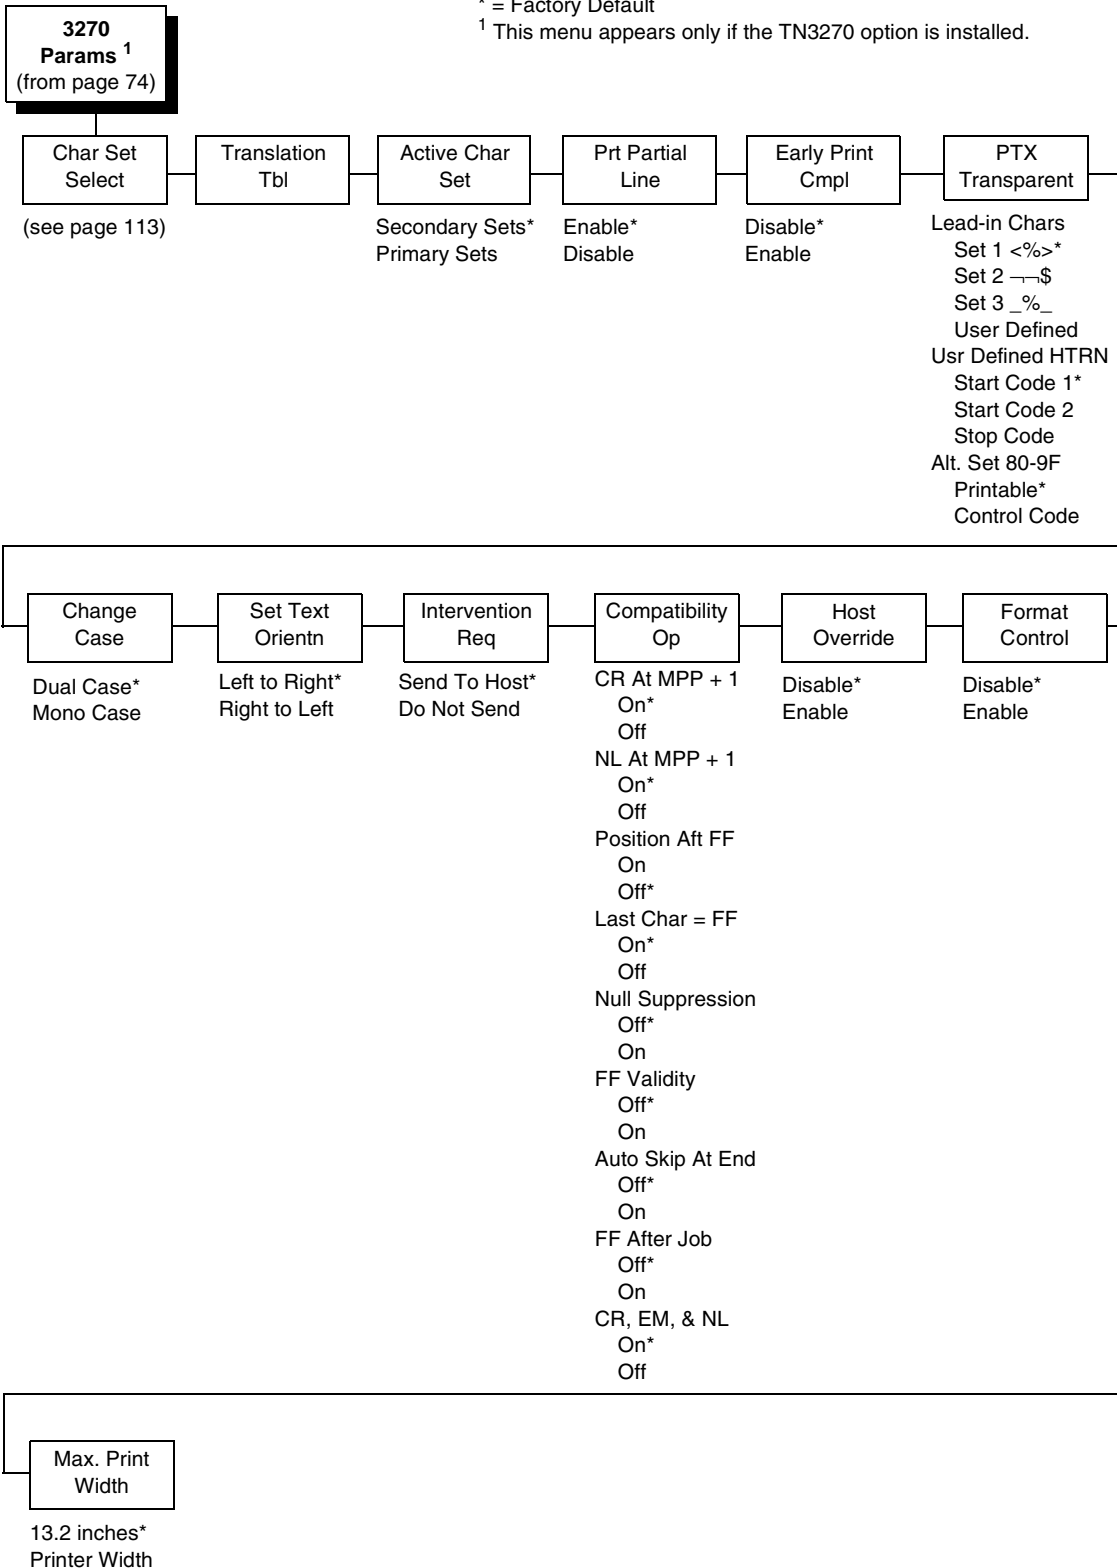 * = Factory Default
1 This menu appears only if the TN3270 option is installed.
3270
Params 1
(from page 74)
Char Set
Select
(see page 113)
Translation
Tbl
Active Char
Set
Secondary Sets*
Primary Sets
Prt Partial
Line
Enable*
Disable
Early Print
Cmpl
Disable*
Enable
PTX
Transparent
Lead-in Chars
Set 1 <%>*
Set 2 ¬¬$
Set 3 _%_
User Defined
Usr Defined HTRN
Start Code 1*
Start Code 2
Stop Code
Alt. Set 80-9F
Printable*
Control Code
Change
Case
Dual Case*
Mono Case
Set Text
Orientn
Left to Right*
Right to Left
Intervention
Req
Send To Host*
Do Not Send
Compatibility
Op
CR At MPP + 1
On*
Off
NL At MPP + 1
On*
Off
Position Aft FF
On
Off*
Last Char = FF
On*
Off
Null Suppression
Off*
On
FF Validity
Off*
On
Auto Skip At End
Off*
On
FF After Job
Off*
On
CR, EM, & NL
On*
Off
Host
Override
Disable*
Enable
Format
Control
Disable*
Enable
Max. Print
Width
13.2 inches*
Printer Width